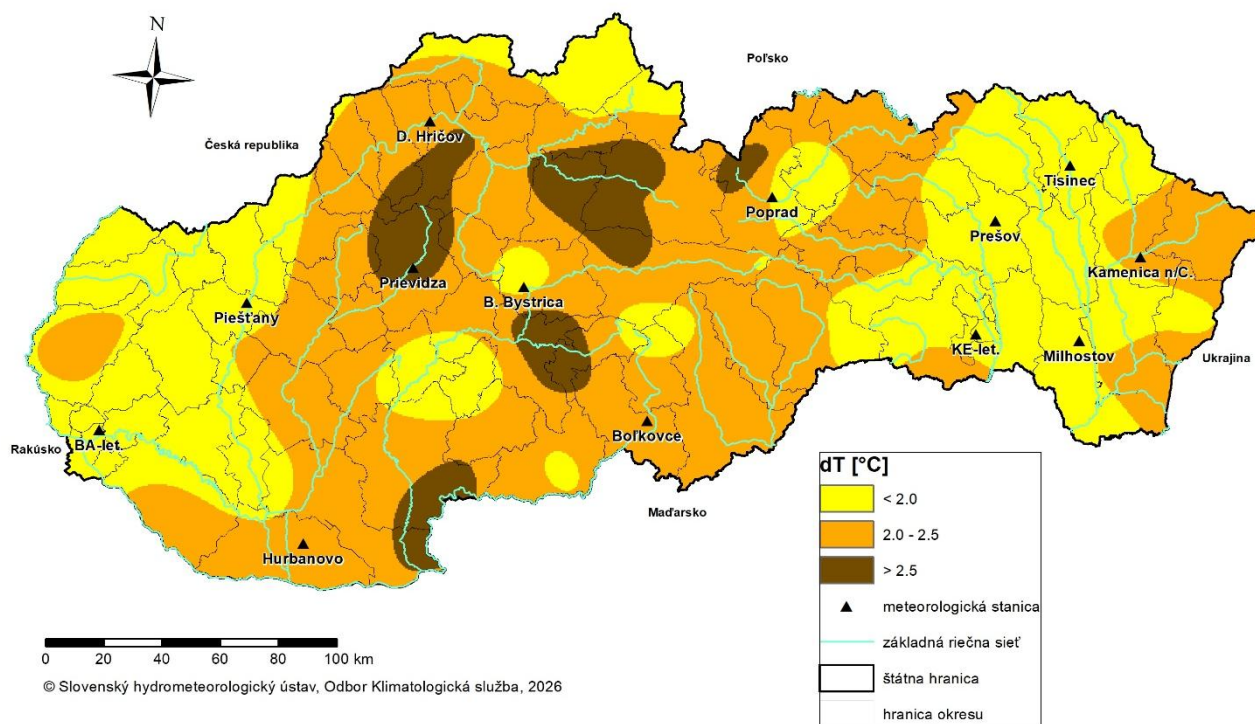 N
Poľsko
Česká republika
D. Hričov
Tisinec
Poprad
Prešov
Kamenica n/C.
Prievidza
B. Bystrica
Piešťany
KE-let.
Milhostov
Ukrajina
Rakúsko
BA-let.
Boľkovce
Maďarsko
Hurbanovo
dT [°C]
< 2.0
2.0 - 2.5
> 2.5
meteorologická stanica
základná riečna sieť
štátna hranica
hranica okresu
0 20 40 60 80 100 km
© Slovenský hydrometeorologický ústav, Odbor Klimatologická služba, 2026